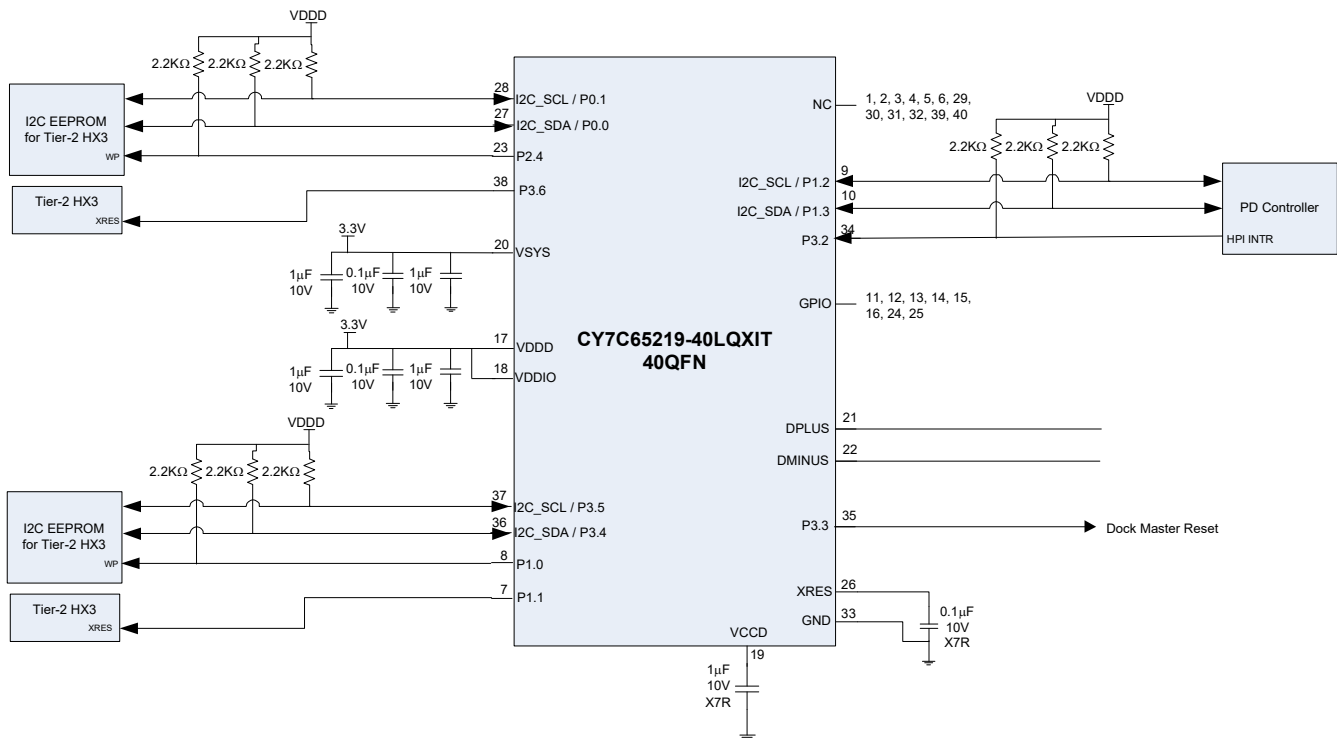 VDDD
2.2KΩ 2.2KΩ 2.2KΩ
I2C EEPROM
for Tier-2 HX3
WP
28
I2C_SCL / P0.1
27
I2C_SDA / P0.0
23
P2.4
Tier-2 HX3
XRES
38
P3.6
3.3V
20
VSYS
1µF
10V
0.1µF
10V
1µF
10V
3.3V
17
VDDD
18
VDDIO
1µF
10V
0.1µF
10V
1µF
10V
VDDD
2.2KΩ 2.2KΩ 2.2KΩ
I2C EEPROM
for Tier-2 HX3
WP
37
I2C_SCL / P3.5
36
I2C_SDA / P3.4
8
P1.0
Tier-2 HX3
XRES
7
P1.1
CY7C65219-40LQXIT
40QFN
NC
1, 2, 3, 4, 5, 6, 29,
30, 31, 32, 39, 40
VDDD
2.2KΩ 2.2KΩ 2.2KΩ
I2C_SCL / P1.2
9
I2C_SDA / P1.3
10
P3.2
34
PD Controller
HPI INTR
GPIO
11, 12, 13, 14, 15,
16, 24, 25
DPLUS
21
DMINUS
22
P3.3
35
Dock Master Reset
XRES
26
GND
33
0.1µF
10V
X7R
VCCD
19
1µF
10V
X7R